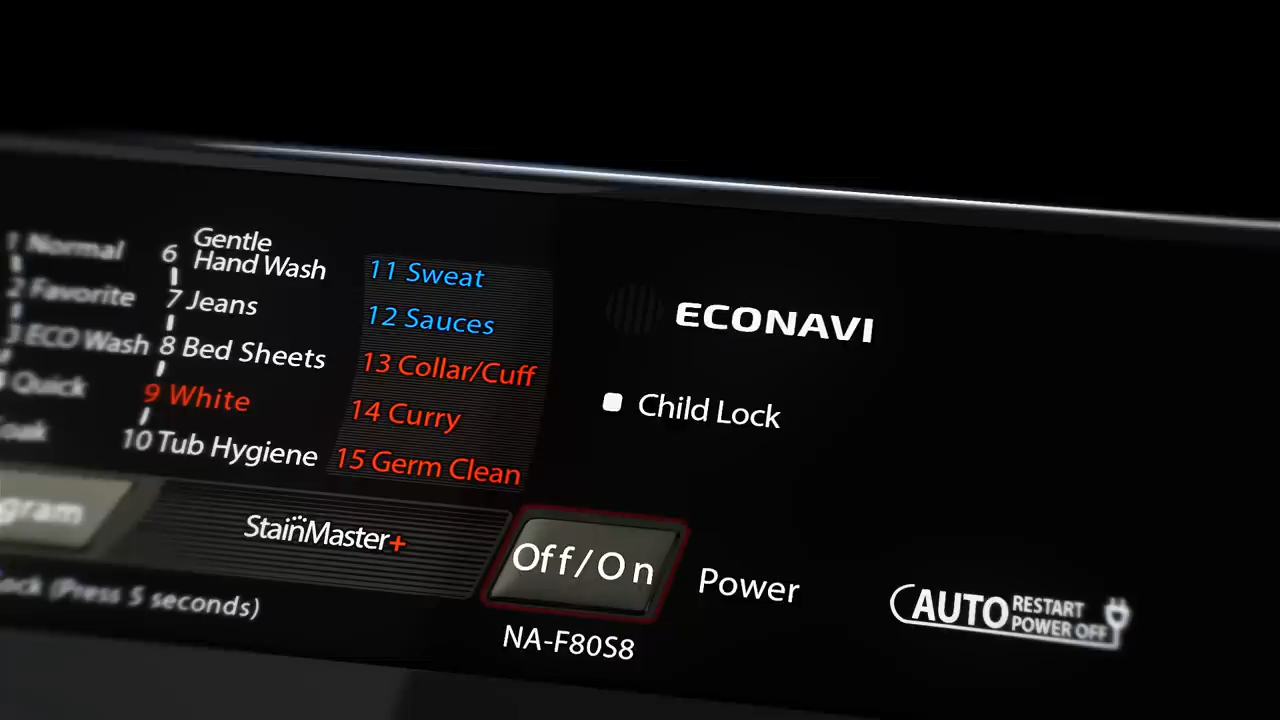 1 Normal
2 Favorite
3 ECO Wash
Quick
6 Gentle
Hand Wash
7 Jeans
8 Bed Sheets
9 White
10 Tub Hygiene
11 Sweat
12 Sauces
13 Collar/Cuff
14 Curry
15 Germ Clean
ECONAVI
Child Lock
StainMaster+
Off/On
Power
(Press 5 seconds)
NA-F80S8
AUTO RESTART
POWER OFF